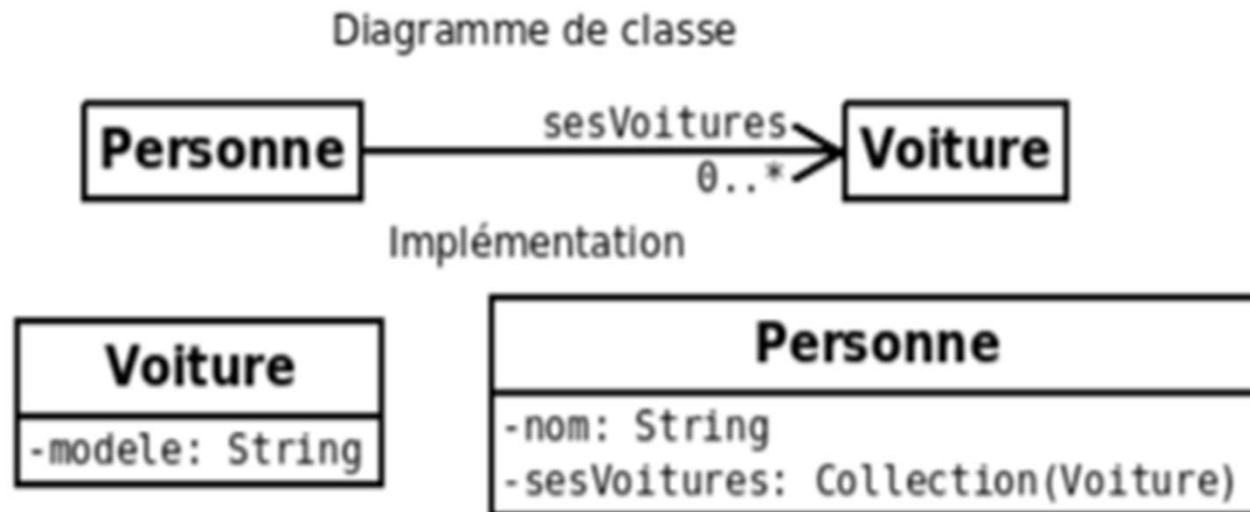 Diagramme de classe
Personne
sesVoitures
0..*
Voiture
Implémentation
Voiture
-modele: String
Personne
-nom: String
-sesVoitures: Collection(Voiture)